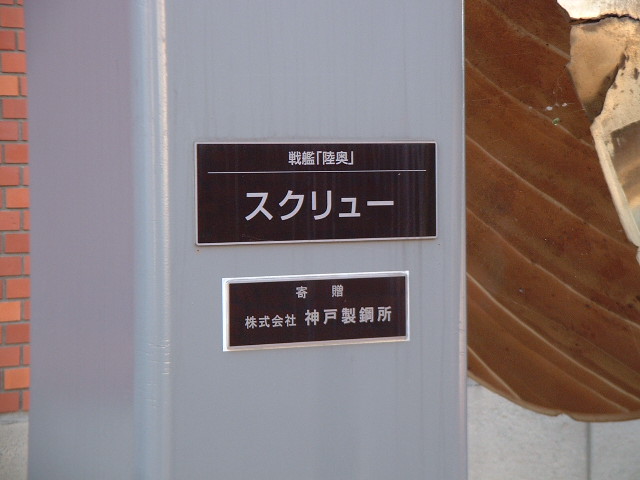 戦艦「陸奥」
スクリュー
寄贈
株式会社 神戸製鋼所